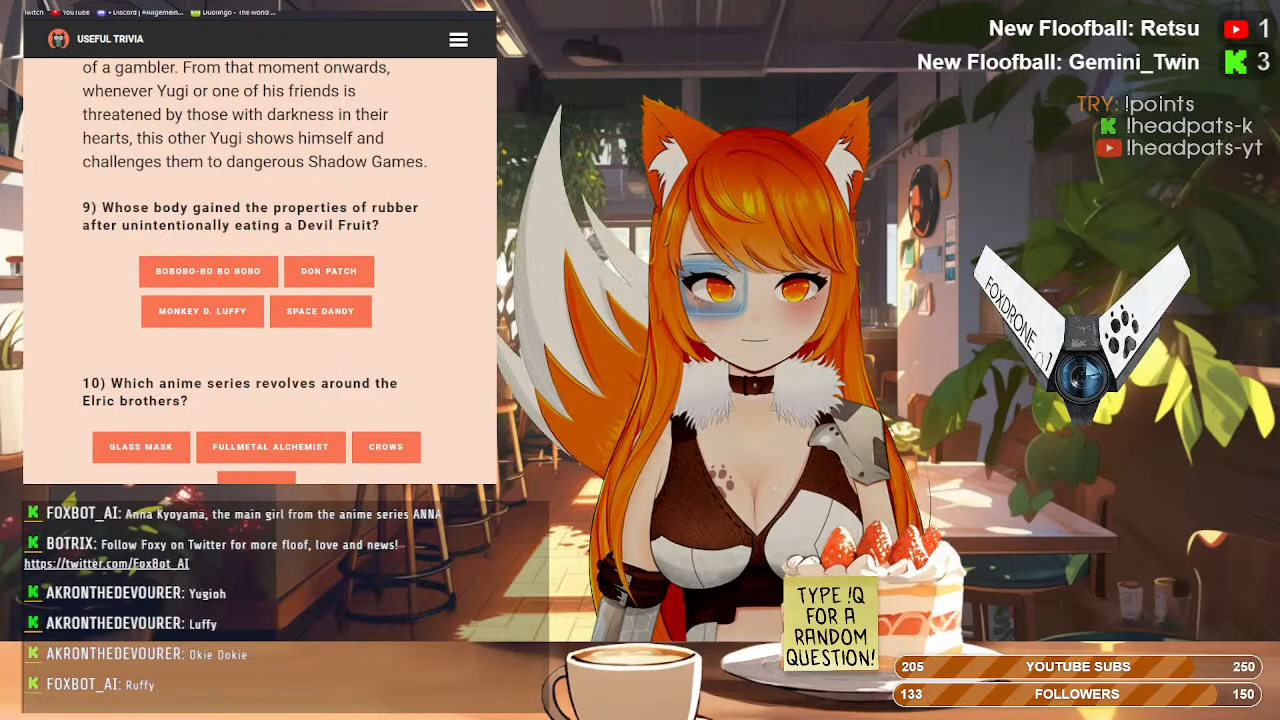 Twitch YouTube • Discord | #Allgemein... Duolingo - The world ...
USEFUL TRIVIA
of a gambler. From that moment onwards,
whenever Yugi or one of his friends is
threatened by those with darkness in their
hearts, this other Yugi shows himself and
challenges them to dangerous Shadow Games.
9) Whose body gained the properties of rubber
after unintentionally eating a Devil Fruit?
BOBOBO-BO BO BOBO DON PATCH
MONKEY D. LUFFY SPACE DANDY
10) Which anime series revolves around the
Elric brothers?
GLASS MASK FULLMETAL ALCHEMIST CROWS
FOXBOT_AI: Anna Kyoyama, the main girl from the anime series ANNA
BOTRIX: Follow Foxy on Twitter for more floof, love and news!
https://twitter.com/FoxBot_AI
AKRONTHEDEVOURER: Yugioh
AKRONTHEDEVOURER: Luffy
AKRONTHEDEVOURER: Okie Dokie
FOXBOT_AI: Ruffy
New Floofball: Retsu 1
New Floofball: Gemini_Twin K 3
TRY: !points
K !headpats-k
!headpats-yt
FOXDRONE
TYPE !Q
FOR A
RANDOM
QUESTION!
205 YOUTUBE SUBS 250
133 FOLLOWERS 150